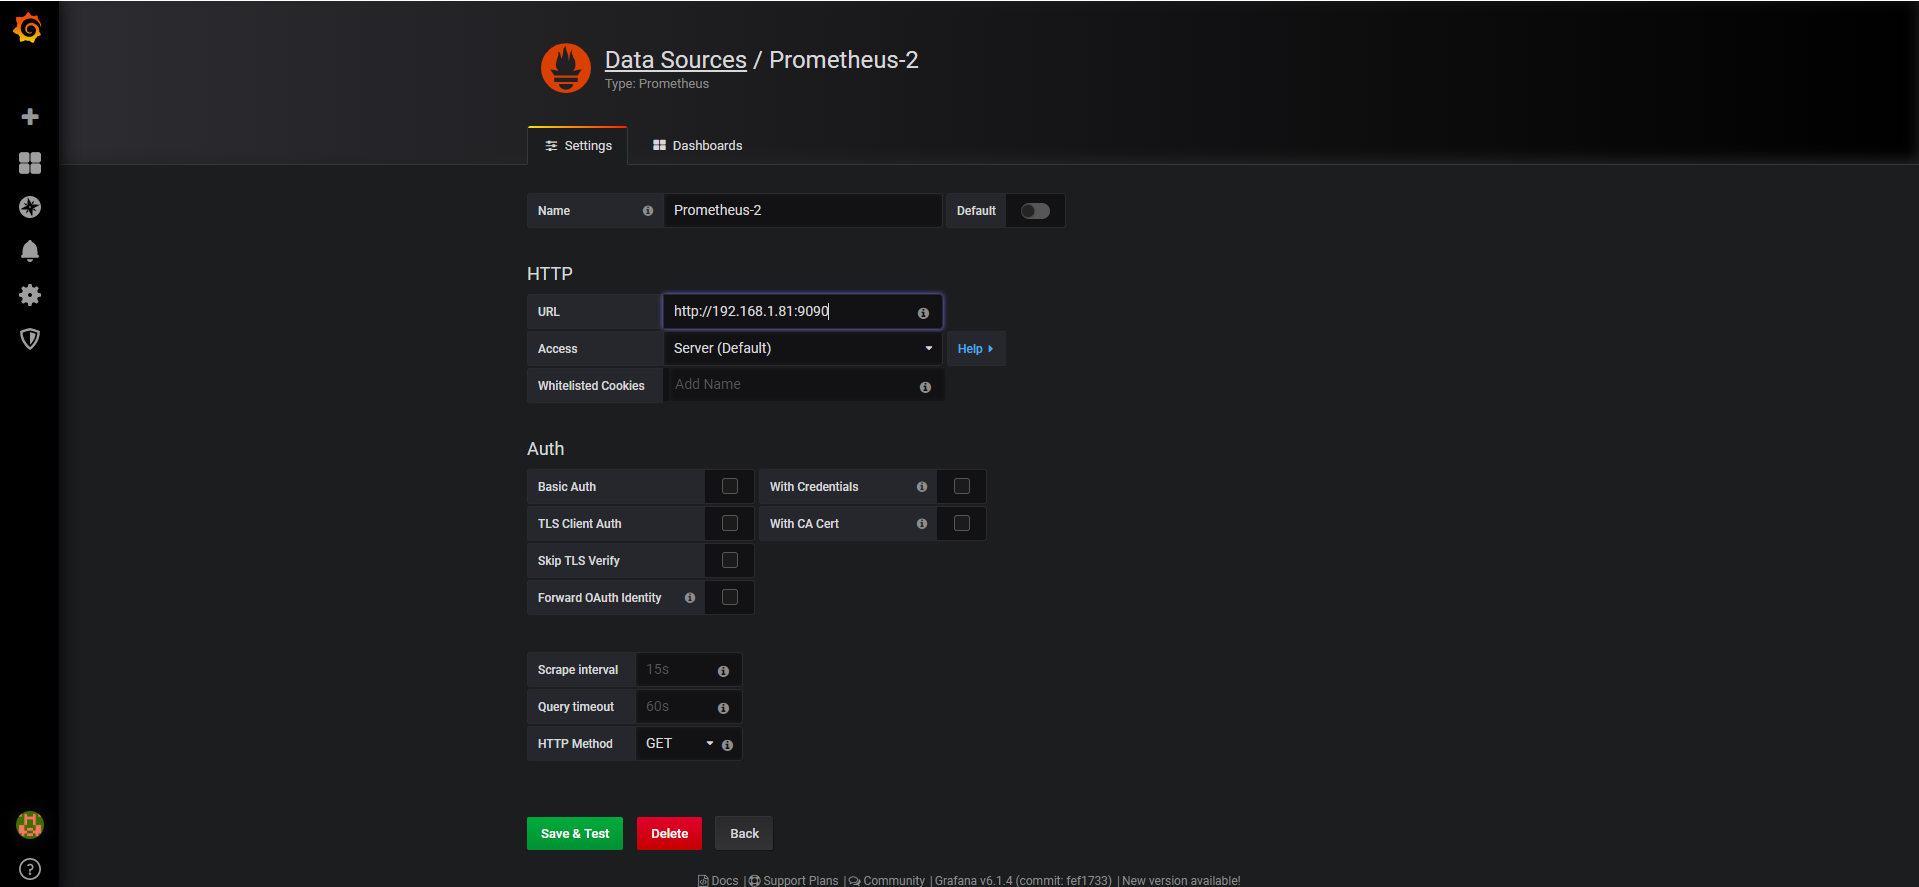 Data Sources / Prometheus-2
Type: Prometheus
Settings
Dashboards
Name
Prometheus-2
Default
HTTP
URL
http://192.168.1.81:9090
Access
Server (Default)
Help
Whitelisted Cookies
Add Name
Auth
Basic Auth
With Credentials
TLS Client Auth
With CA Cert
Skip TLS Verify
Forward OAuth Identity
Scrape interval
15s
Query timeout
60s
HTTP Method
GET
Save & Test
Delete
Back
Docs | Support Plans | Community | Grafana v6.1.4 (commit: fef1733) | New version available!